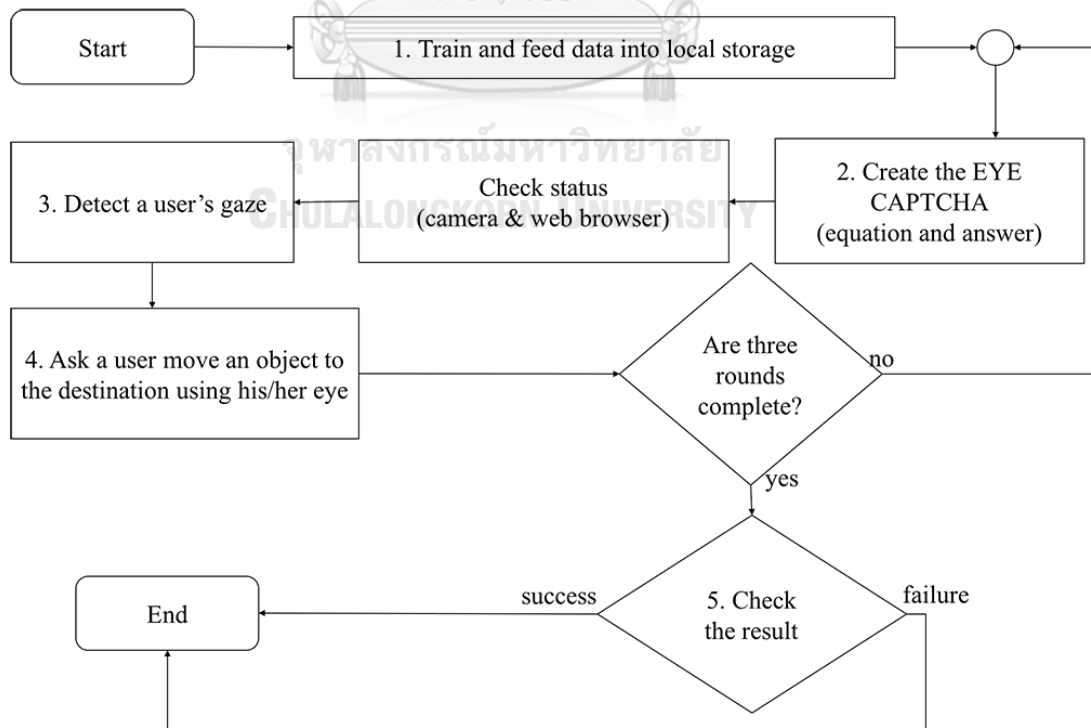 Start
1. Train and feed data into local storage
จุฬาลงกรณ์มหาวิทยาลัย
CHULALONGKORN UNIVERSITY
2. Create the EYE
CAPTCHA
(equation and answer)
Check status
(camera & web browser)
3. Detect a user’s gaze
4. Ask a user move an object to
the destination using his/her eye
Are three
rounds
complete?
no
yes
5. Check
the result
success
failure
End